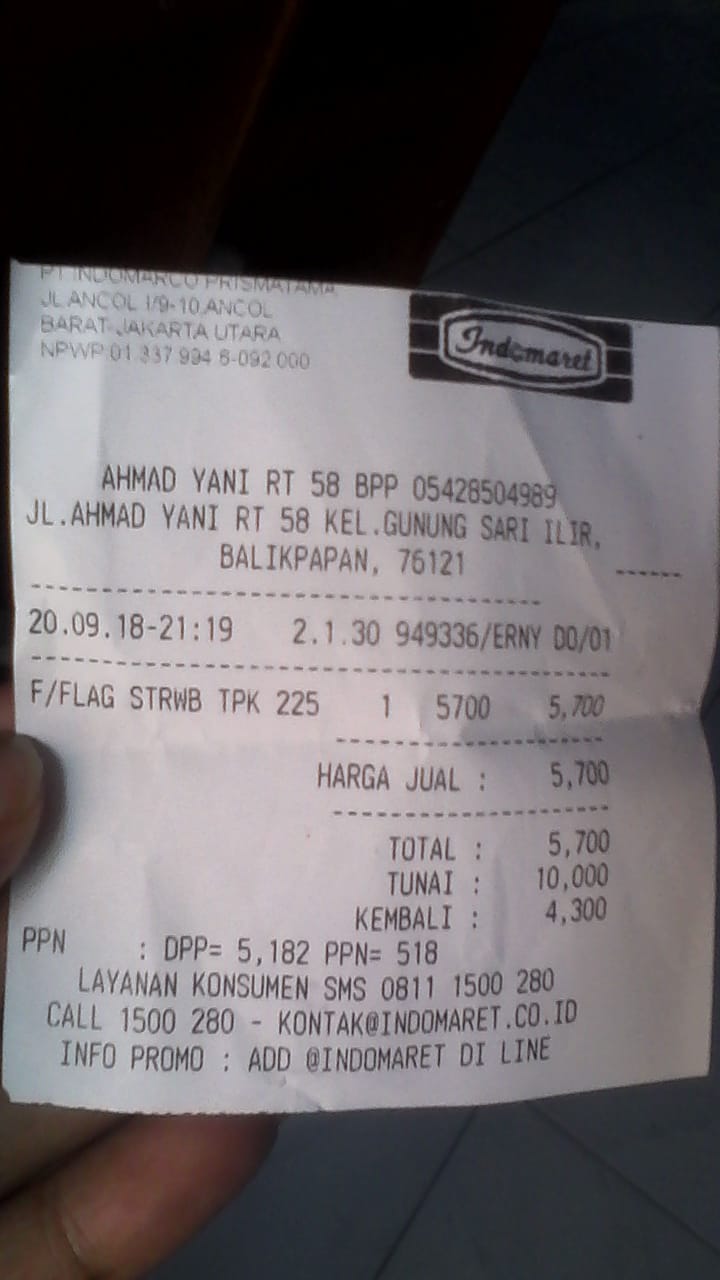 PT INDOMARCO PRISMATAMA
JL.ANCOL I/9-10,ANCOL
BARAT-JAKARTA UTARA
NPWP:01 337 994 6-092 000
Indomaret
AHMAD YANI RT 58 BPP 05428504989
JL.AHMAD YANI RT 58 KEL.GUNUNG SARI ILIR,
BALIKPAPAN, 76121
20.09.18-21:19 2.1.30 949336/ERNY DO/01
F/FLAG STRWB TPK 225 1 5700 5,700
HARGA JUAL : 5,700
TOTAL : 5,700
TUNAI : 10,000
KEMBALI : 4,300
PPN : DPP= 5,182 PPN= 518
LAYANAN KONSUMEN SMS 0811 1500 280
CALL 1500 280 - KONTAK@INDOMARET.CO.ID
INFO PROMO : ADD @INDOMARET DI LINE